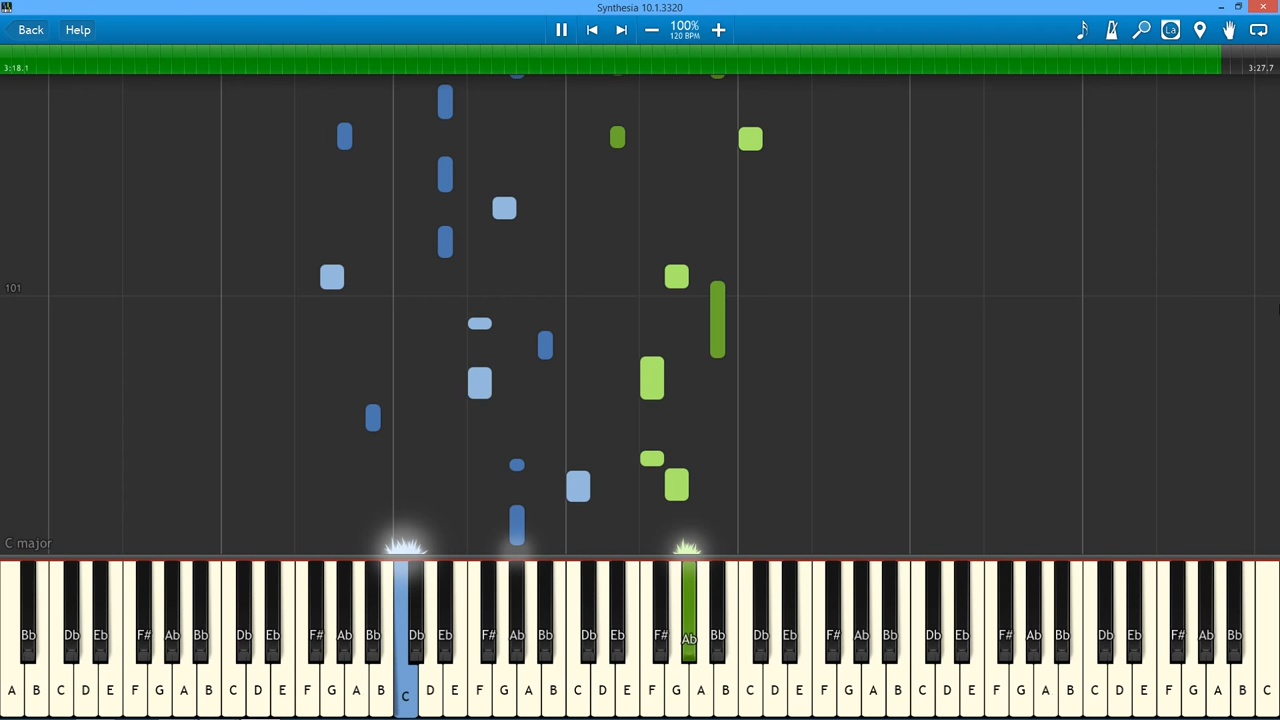 Synthesia 10.1.3320
Back Help 100% La
120 BPM
3:18.1 3:27.7
101
C major
Bb Db Eb F# Ab Bb Db Eb F# Ab Bb Db Eb F# Ab Bb Db Eb F# Ab Bb Db Eb F# Ab Bb Db Eb F# Ab Bb Db Eb F# Ab Bb
A B C D E F G A B C D E F G A B C D E F G A B C D E F G A B C D E F G A B C D E F G A B C D E F G A B C